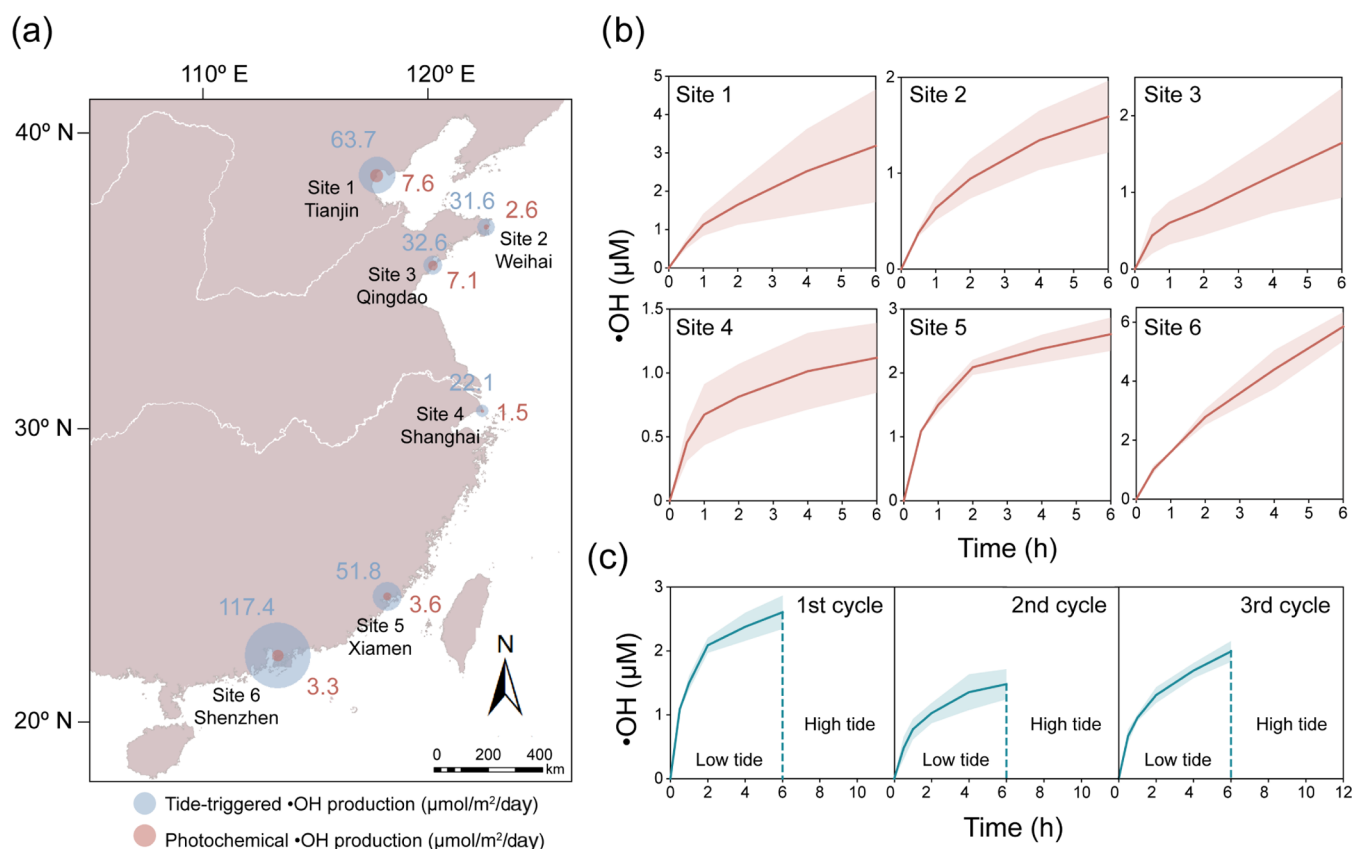 (a)
110º E
120º E
40º N
30º N
20º N
63.7
Site 1
Tianjin
7.6
31.6
2.6
Site 2
Weihai
32.6
Site 3
Qingdao
7.1
22.1
Site 4
Shanghai
1.5
51.8
Site 5
Xiamen
3.6
117.4
Site 6
Shenzhen
3.3
N
0 200 400
km
Tide-triggered •OH production (µmol/m²/day)
Photochemical •OH production (µmol/m²/day)
(b)
•OH (µM)
Site 1
5
4
3
2
1
0
0 1 2 3 4 5 6
Site 2
2
1
0
0 1 2 3 4 5 6
Site 3
2
1
0
0 1 2 3 4 5 6
Site 4
1.5
1.0
0.5
0
0 1 2 3 4 5 6
Site 5
3
2
1
0
0 1 2 3 4 5 6
Site 6
6
4
2
0
0 1 2 3 4 5 6
Time (h)
(c)
•OH (µM)
3
2
1
0
1st cycle
High tide
Low tide
0 2 4 6 8 10
2nd cycle
High tide
Low tide
0 2 4 6 8 10
3rd cycle
High tide
Low tide
0 2 4 6 8 10 12
Time (h)